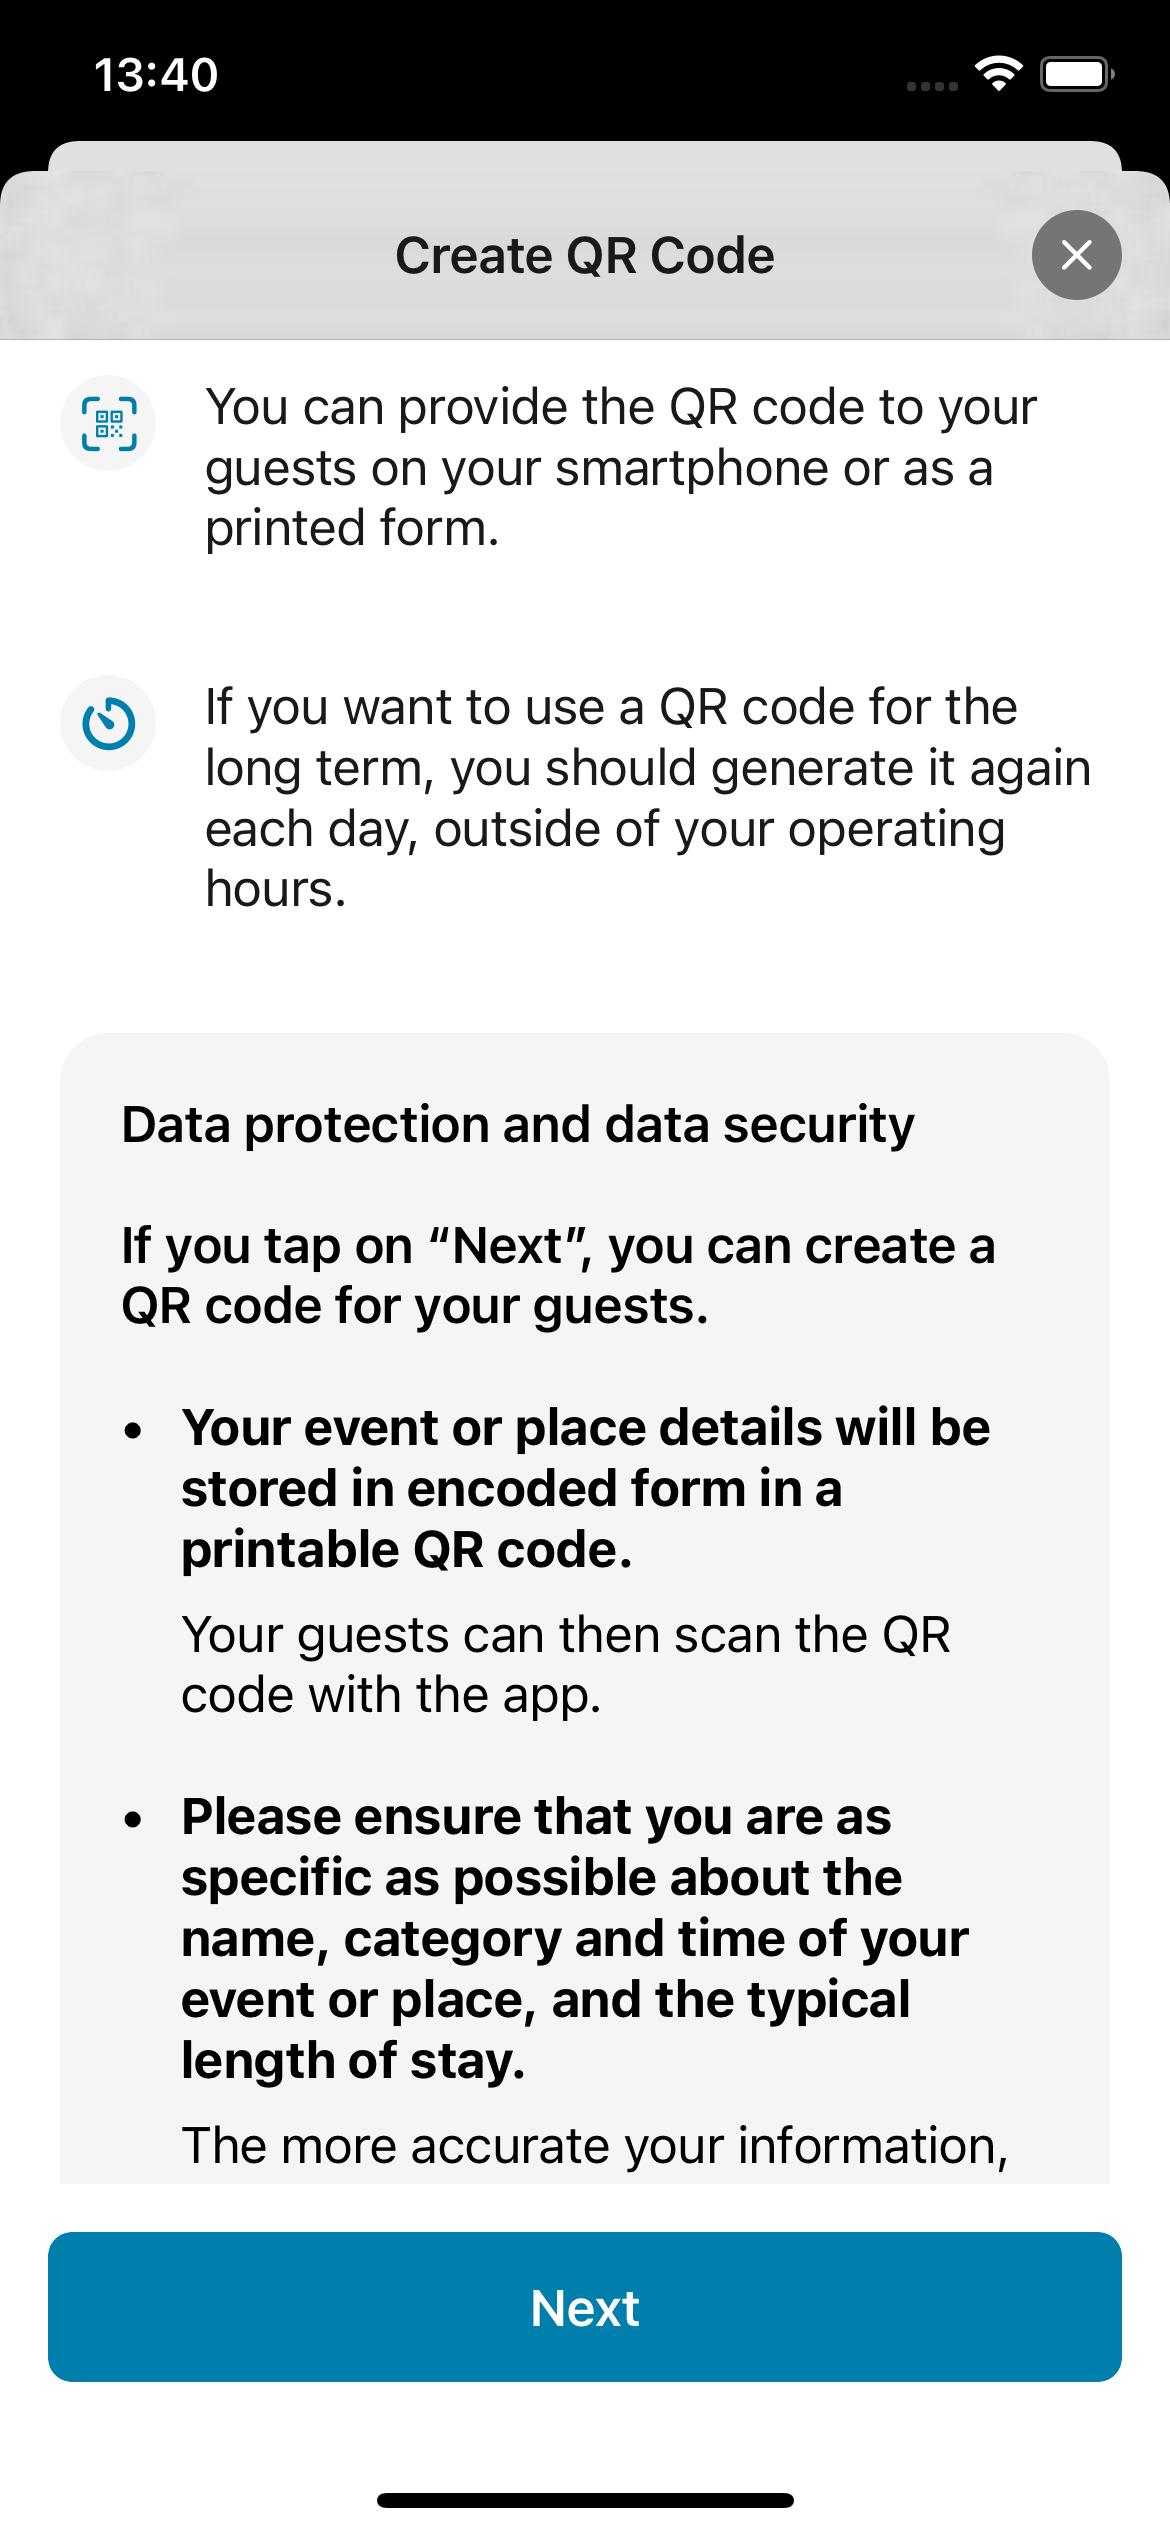 13:40
Create QR Code
You can provide the QR code to your
guests on your smartphone or as a
printed form.
If you want to use a QR code for the
long term, you should generate it again
each day, outside of your operating
hours.
Data protection and data security
If you tap on “Next”, you can create a
QR code for your guests.
• Your event or place details will be
stored in encoded form in a
printable QR code.
Your guests can then scan the QR
code with the app.
• Please ensure that you are as
specific as possible about the
name, category and time of your
event or place, and the typical
length of stay.
The more accurate your information,
Next